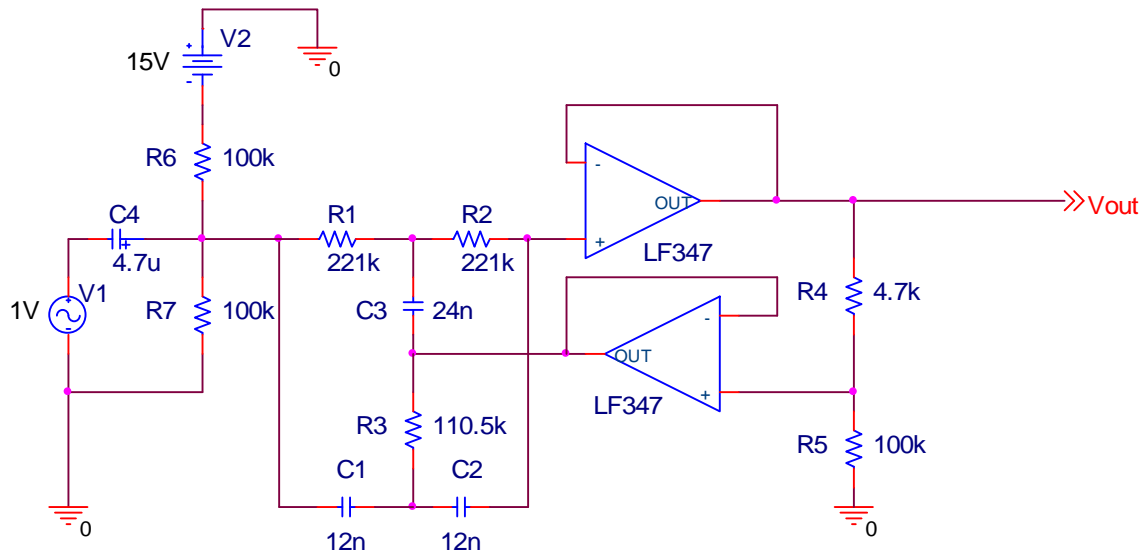 V2
15V
0
R6 100k
C4
4.7u
R1
221k
R2
221k
-
+
OUT
LF347
Vout
V1
1V
R7 100k
C3 24n
-
+
OUT
LF347
R4 4.7k
R3 110.5k
R5 100k
C1
12n
C2
12n
0
0